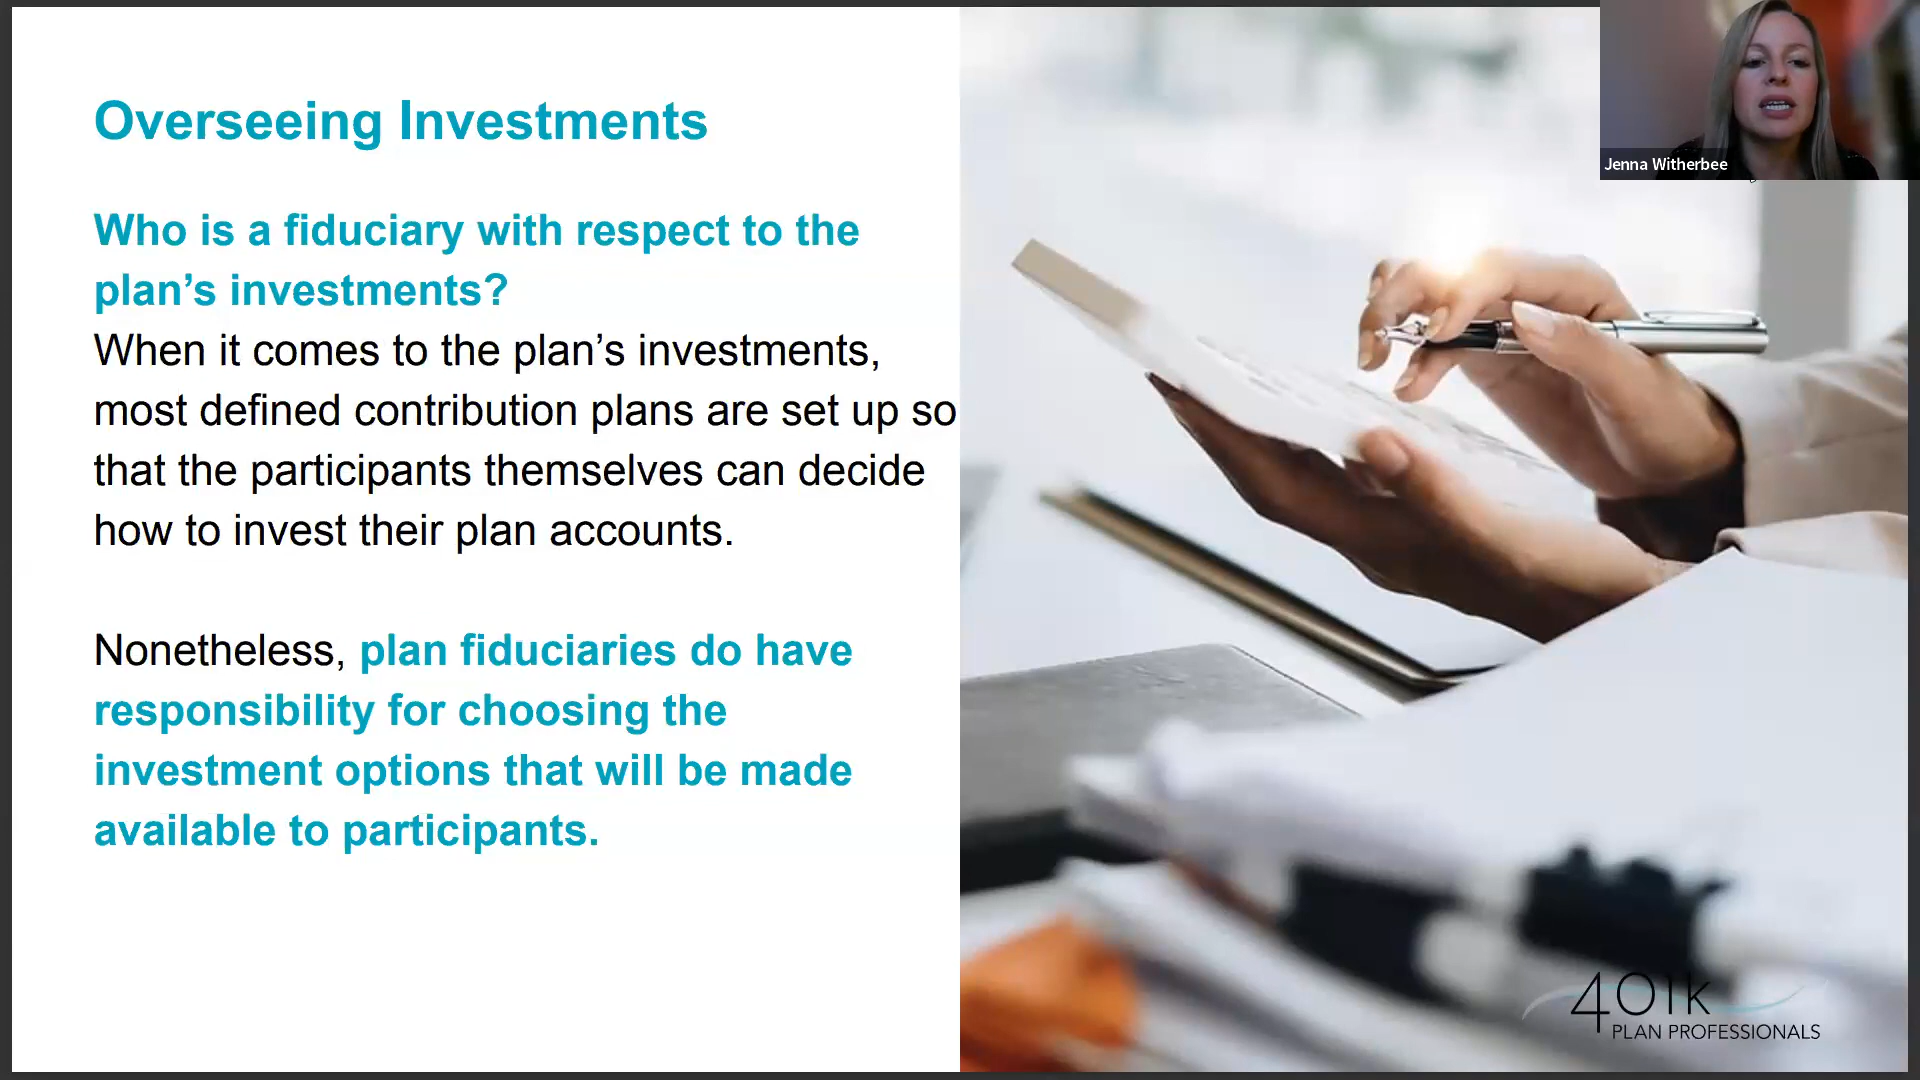 Overseeing Investments
Who is a fiduciary with respect to the
plan’s investments?
When it comes to the plan’s investments,
most defined contribution plans are set up so
that the participants themselves can decide
how to invest their plan accounts.
Nonetheless, plan fiduciaries do have
responsibility for choosing the
investment options that will be made
available to participants.
Jenna Witherbee
401k
PLAN PROFESSIONALS